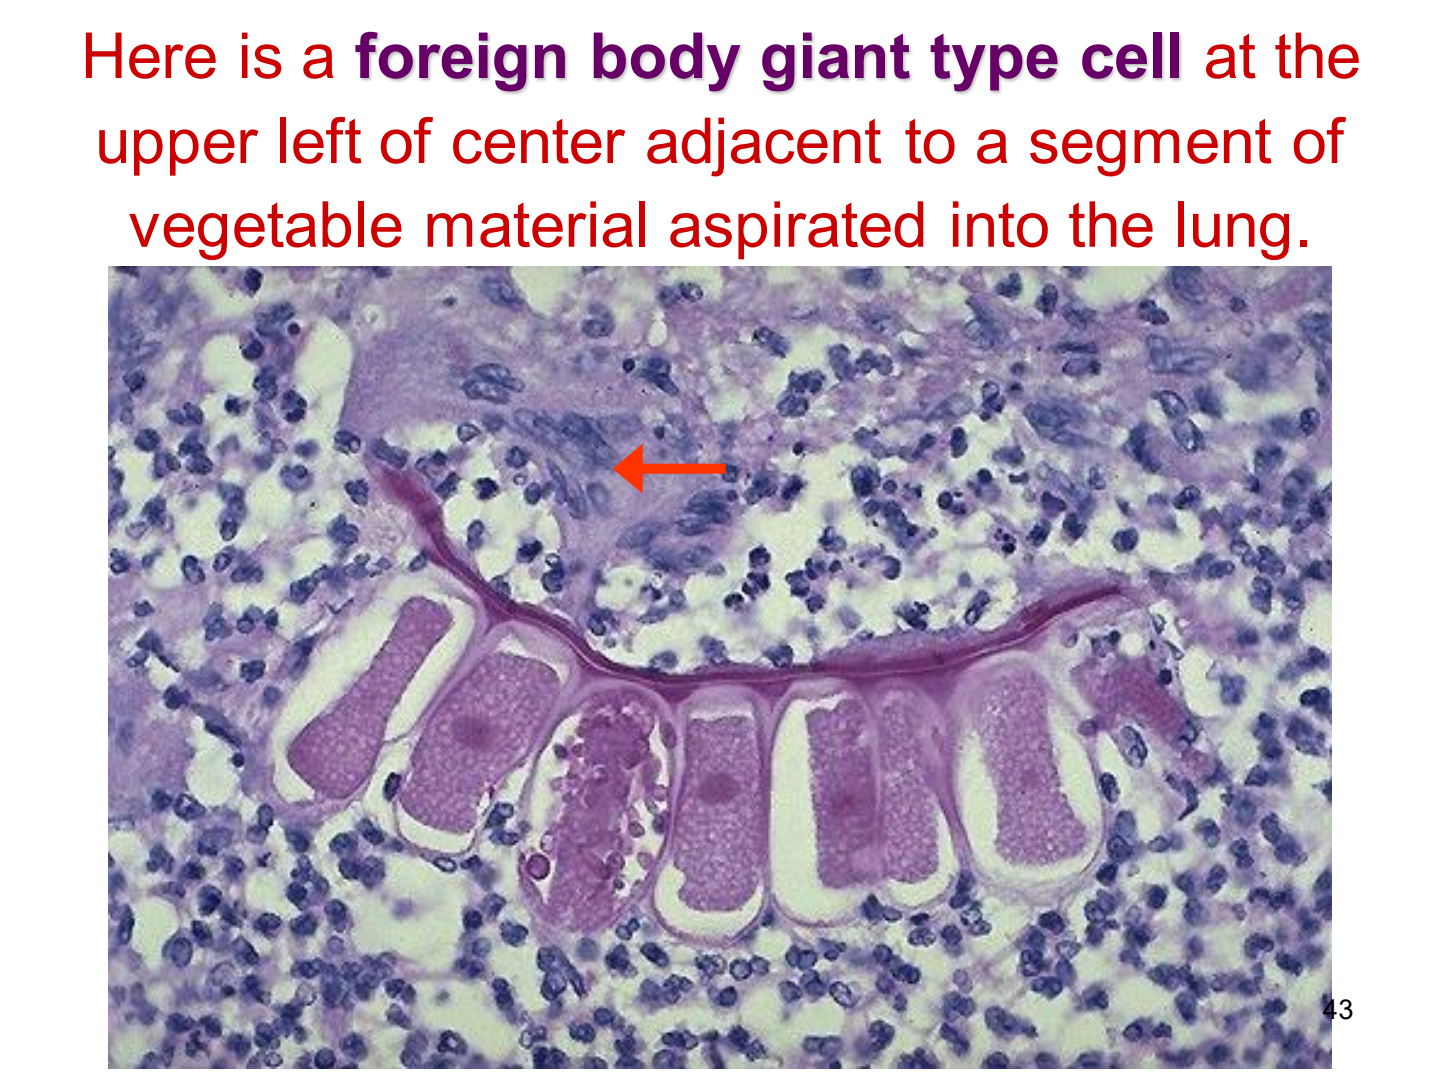 Here is a foreign body giant type cell at the
upper left of center adjacent to a segment of
vegetable material aspirated into the lung.
43